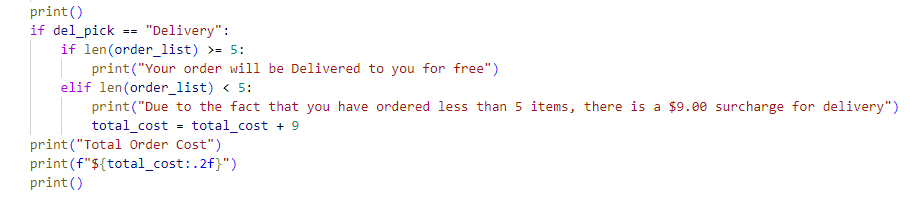 print()
if del_pick == "Delivery":
    if len(order_list) >= 5:
        print("Your order will be Delivered to you for free")
    elif len(order_list) < 5:
        print("Due to the fact that you have ordered less than 5 items, there is a $9.00 surcharge for delivery")
        total_cost = total_cost + 9
print("Total Order Cost")
print(f"${total_cost:.2f}")
print()